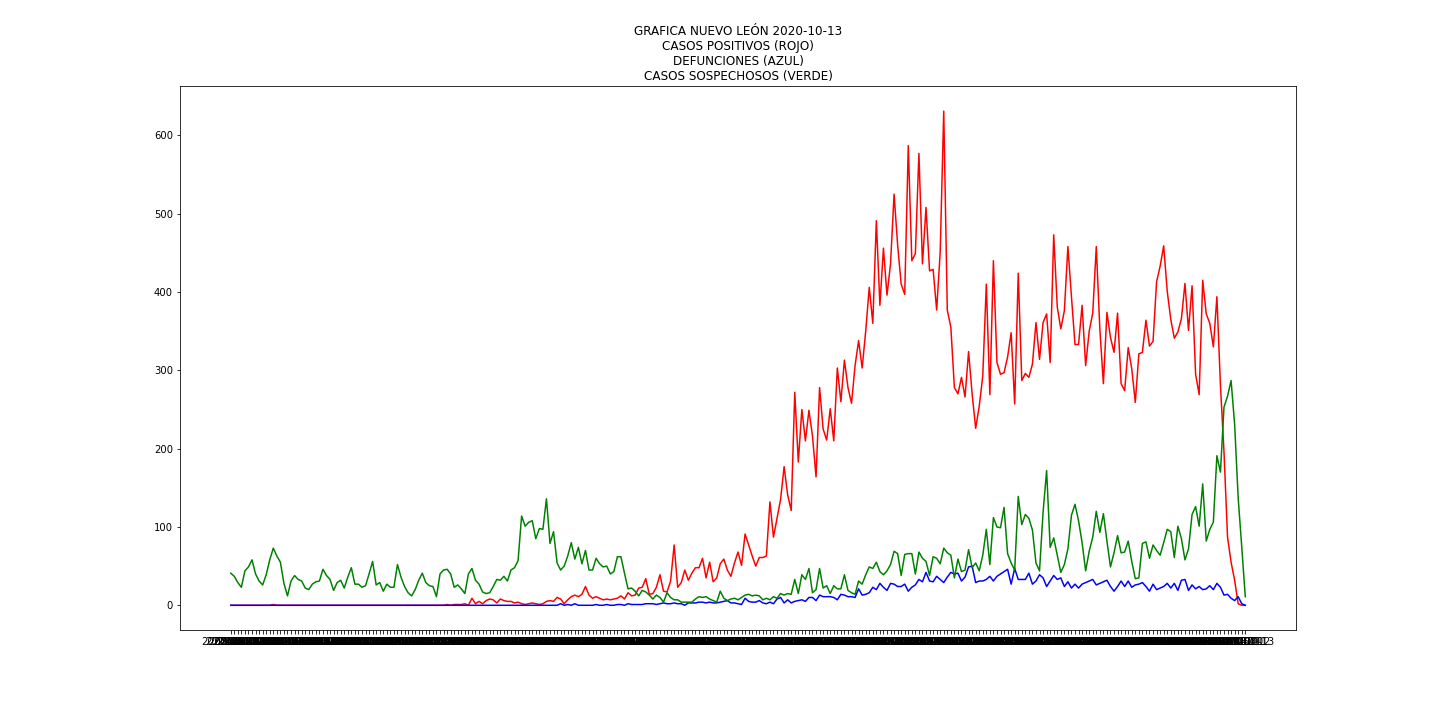 GRAFICA NUEVO LEÓN 2020-10-13
CASOS POSITIVOS (ROJO)
DEFUNCIONES (AZUL)
CASOS SOSPECHOSOS (VERDE)
600
500
400
300
200
100
0